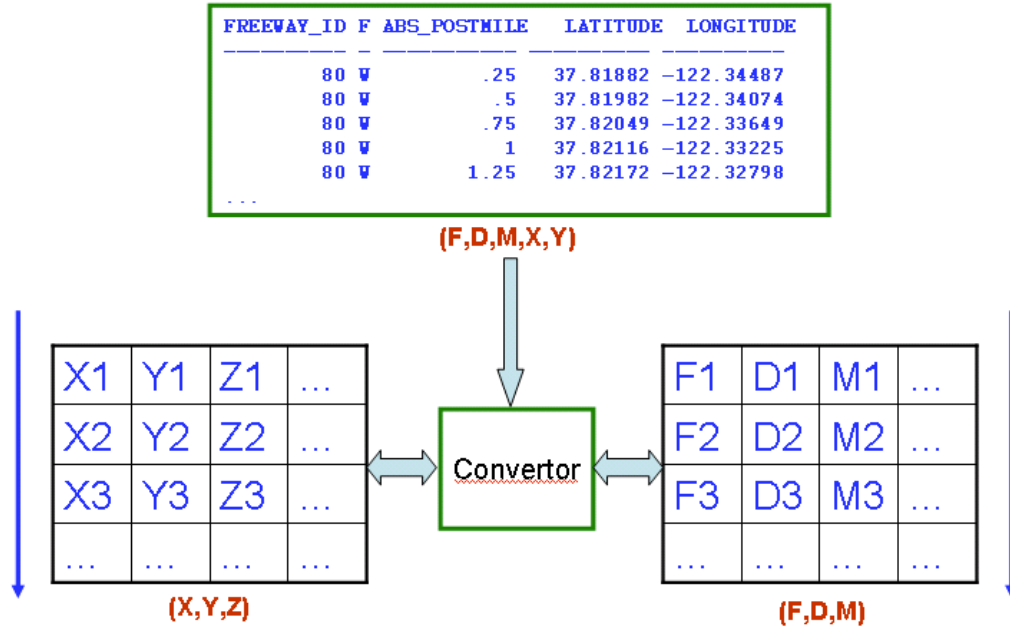 FREEWAY_ID F ABS_POSTMILE LATITUDE LONGITUDE
80 W .25 37.81882 -122.34487
80 W .5 37.81982 -122.34074
80 W .75 37.82049 -122.33649
80 W 1 37.82116 -122.33225
80 W 1.25 37.82172 -122.32798
...
(F,D,M,X,Y)
X1 Y1 Z1 ...
X2 Y2 Z2 ...
X3 Y3 Z3 ...
... ... ... ...
(X,Y,Z)
Convertor
F1 D1 M1 ...
F2 D2 M2 ...
F3 D3 M3 ...
... ... ... ...
(F,D,M)